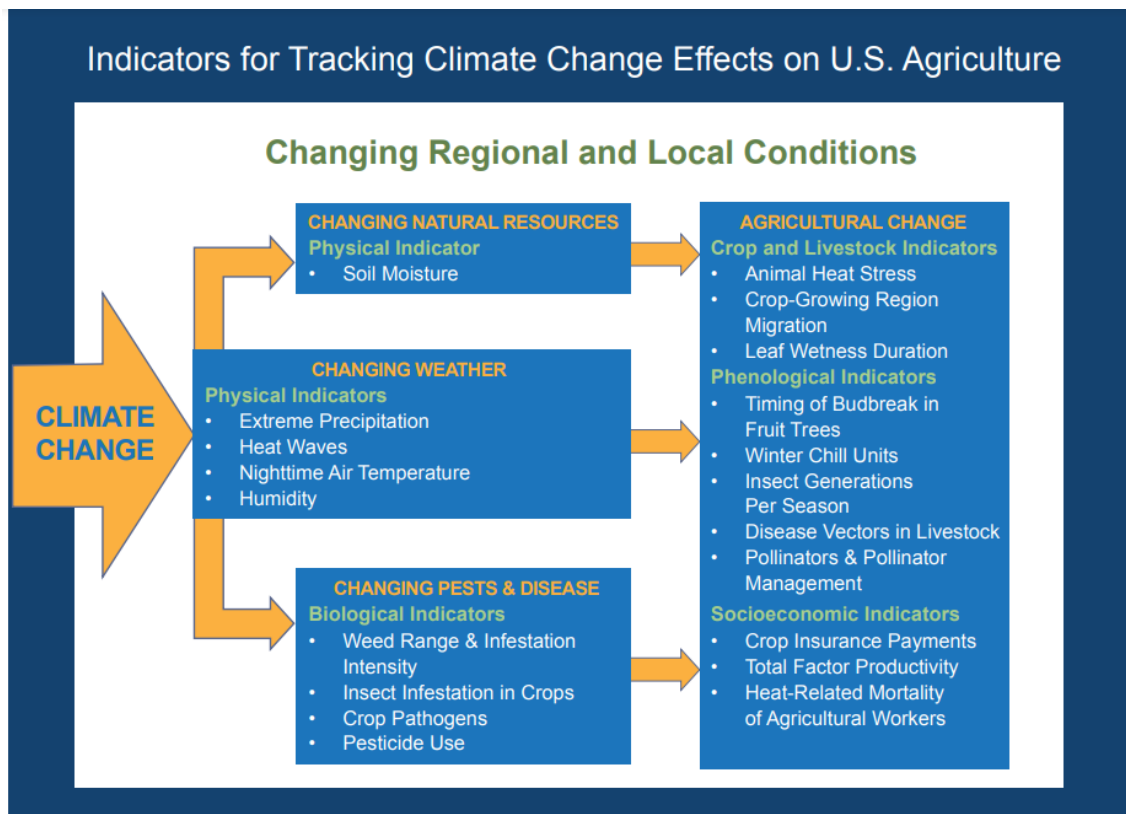 Indicators for Tracking Climate Change Effects on U.S. Agriculture
Changing Regional and Local Conditions
CLIMATE
CHANGE
CHANGING NATURAL RESOURCES
Physical Indicator
• Soil Moisture
CHANGING WEATHER
Physical Indicators
• Extreme Precipitation
• Heat Waves
• Nighttime Air Temperature
• Humidity
CHANGING PESTS & DISEASE
Biological Indicators
• Weed Range & Infestation
Intensity
• Insect Infestation in Crops
• Crop Pathogens
• Pesticide Use
AGRICULTURAL CHANGE
Crop and Livestock Indicators
• Animal Heat Stress
• Crop-Growing Region
Migration
• Leaf Wetness Duration
Phenological Indicators
• Timing of Budbreak in
Fruit Trees
• Winter Chill Units
• Insect Generations
Per Season
• Disease Vectors in Livestock
• Pollinators & Pollinator
Management
Socioeconomic Indicators
• Crop Insurance Payments
• Total Factor Productivity
• Heat-Related Mortality
of Agricultural Workers